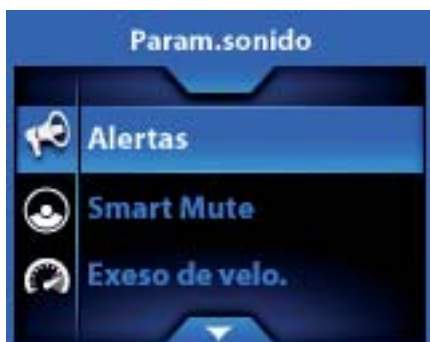 Param.sonido
Alertas
Smart Mute
Exeso de velo.